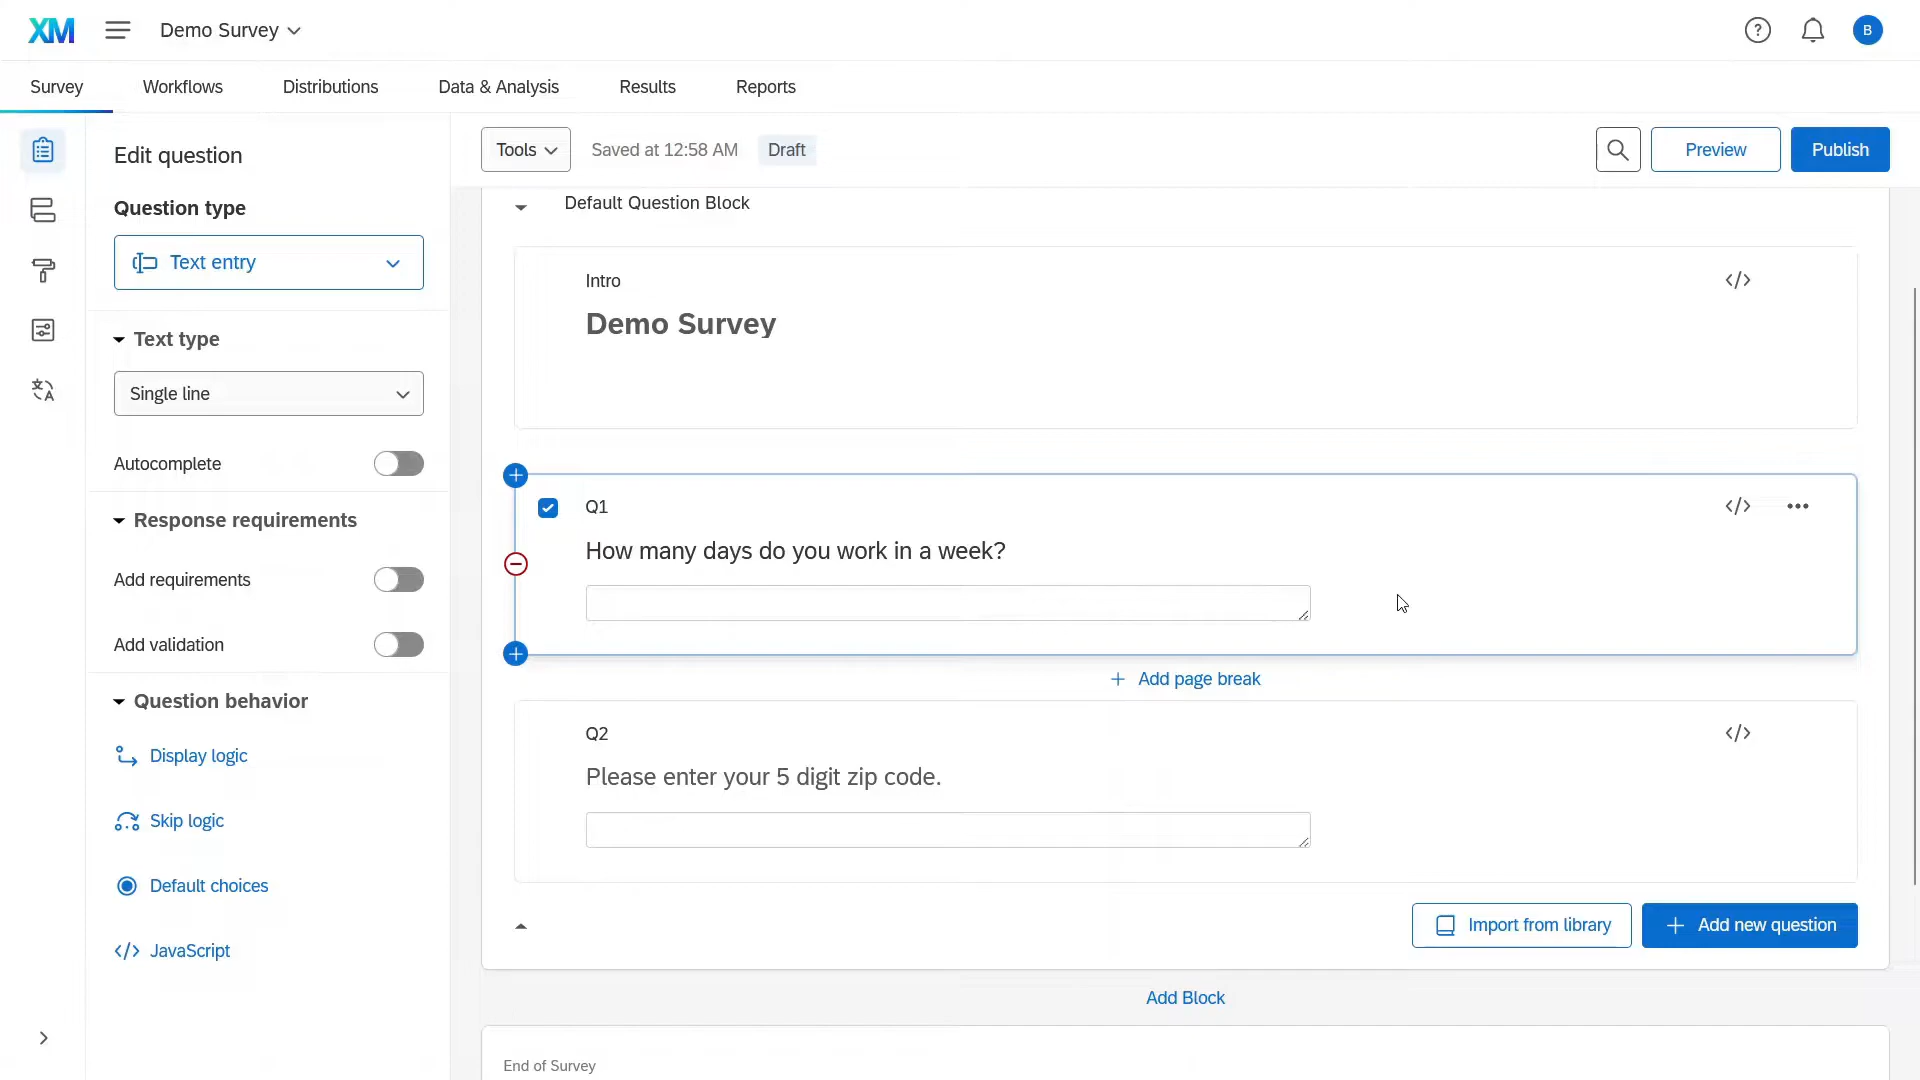 XM
Demo Survey
?
B
Survey
Workflows
Distributions
Data & Analysis
Results
Reports
Edit question
Question type
Text entry
Text type
Single line
Autocomplete
Response requirements
Add requirements
Add validation
Question behavior
Display logic
Skip logic
Default choices
JavaScript
Tools
Saved at 12:58 AM
Draft
Preview
Publish
Default Question Block
Intro
Demo Survey
Q1
How many days do you work in a week?
Add page break
Q2
Please enter your 5 digit zip code.
Import from library
Add new question
Add Block
End of Survey